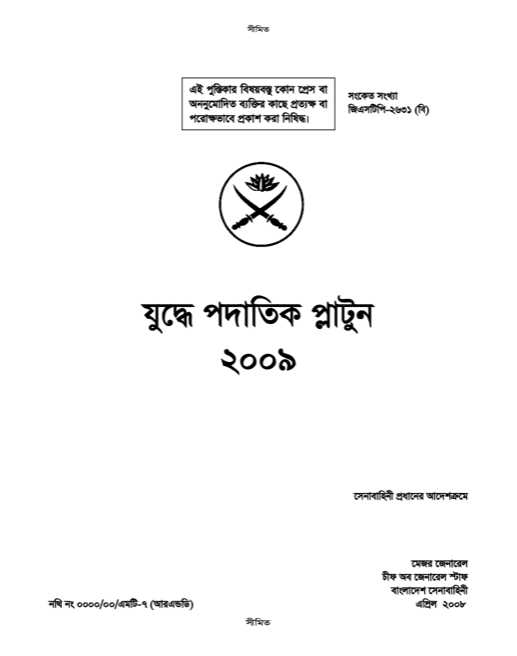 সীমিত
এই পুস্তিকার বিষয়বস্তু কোন প্রেস বা
অননুমোদিত ব্যক্তির কাছে প্রত্যক্ষ বা
পরোক্ষভাবে প্রকাশ করা নিষিদ্ধ।
সংকেত সংখ্যা
জিএসটিপি-২৬৩১ (বি)
যুদ্ধে পদাতিক প্লাটুন
২০০৯
সেনাবাহিনী প্রধানের আদেশক্রমে
মেজর জেনারেল
চীফ অব জেনারেল স্টাফ
বাংলাদেশ সেনাবাহিনী
নথি নং ০০০০/০০/এমটি-৭ (আরএন্ডডি)
এপ্রিল ২০০৮
সীমিত